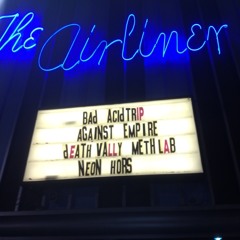 The Airliner
BAd AcidTRIP
AGAINST EMPIRE
dEATH VALLY METH LAB
NEON HORS